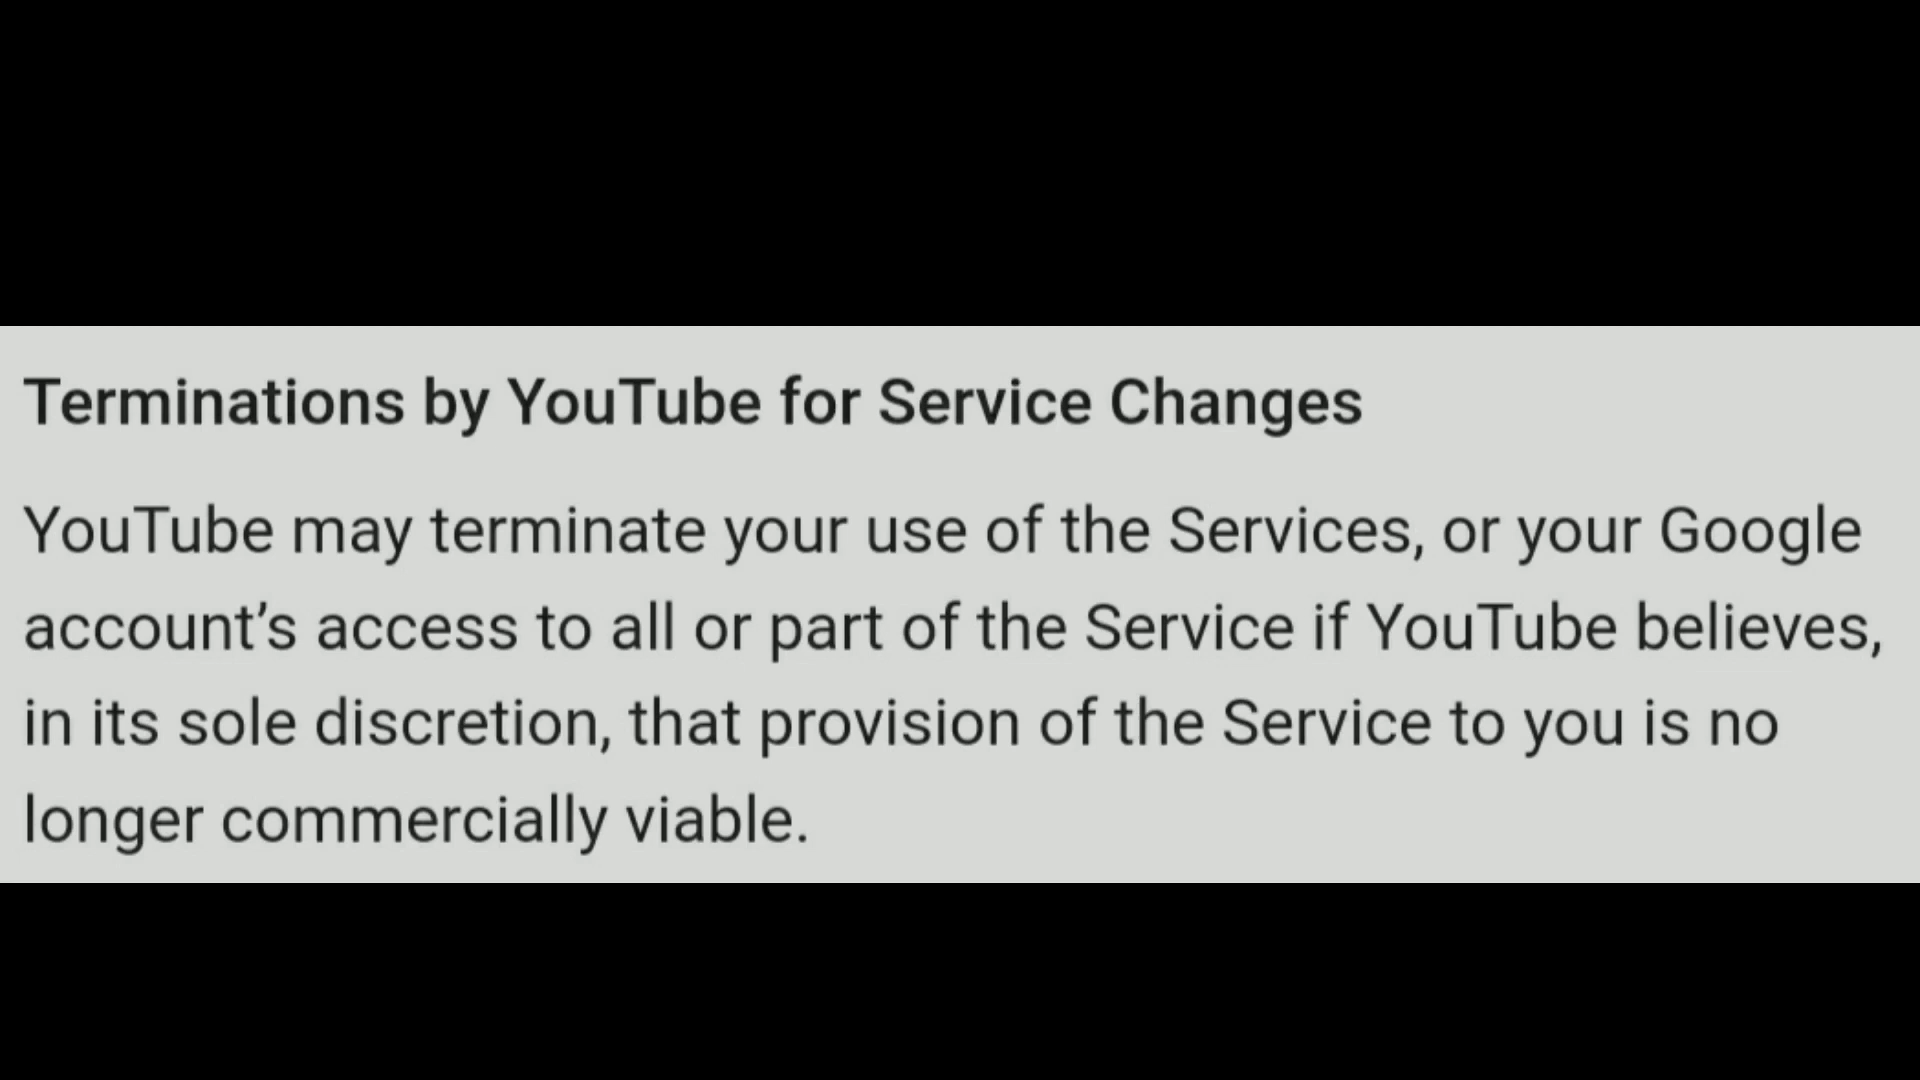 Terminations by YouTube for Service Changes
YouTube may terminate your use of the Services, or your Google
account’s access to all or part of the Service if YouTube believes,
in its sole discretion, that provision of the Service to you is no
longer commercially viable.